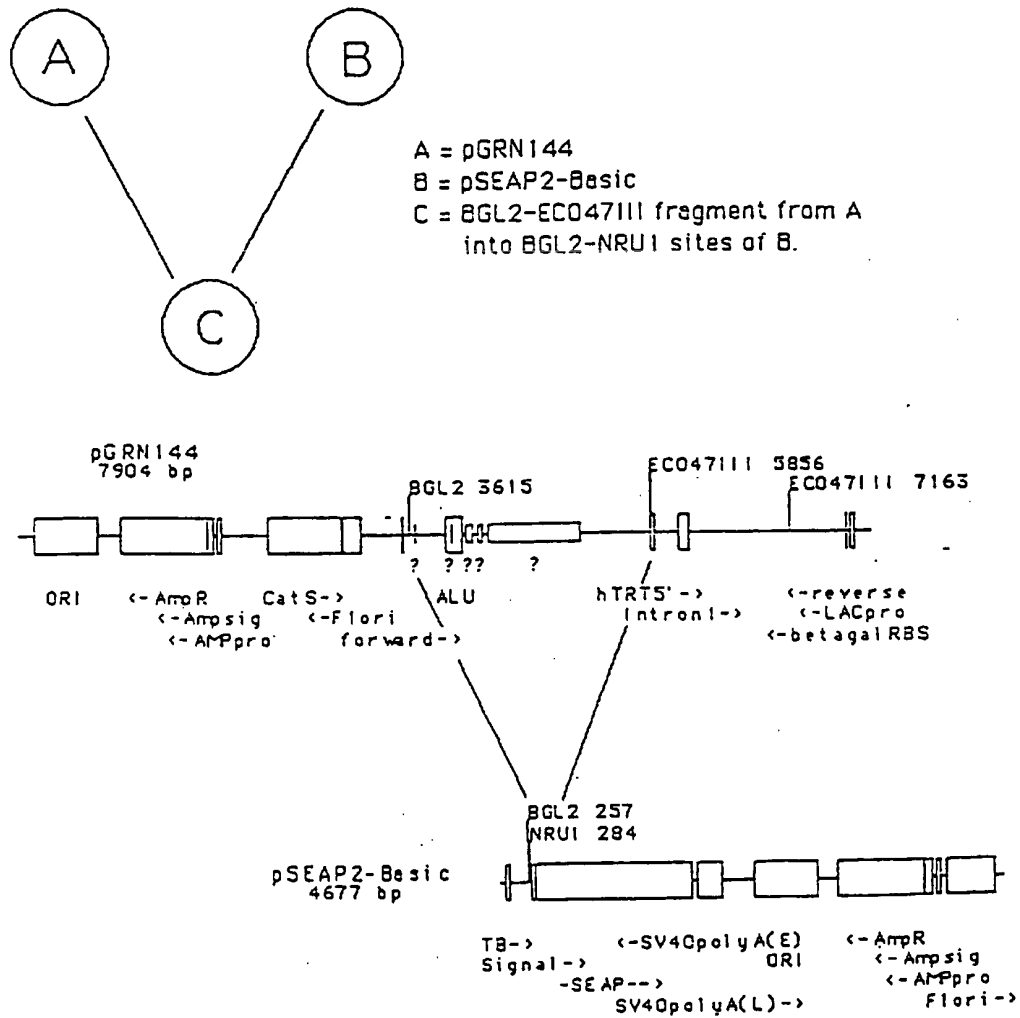 A
B
A = pGRN144
B = pSEAP2-Basic
C = BGL2-ECO47III fragment from A
into BGL2-NRU1 sites of B.
C
pGRN144
7904 bp
BGL2 3615
ECO47III 5856
ECO47III 7163
? ? ?? ?
ORI <-AmpR CatS-> ALU hTRT5'-> <-reverse
<-Ampsig <-Flori Intron1-> <-LACpro
<-AMPpro forward-> <-betagalRBS
BGL2 257
NRU1 284
pSEAP2-Basic
4677 bp
TB-> <-SV40polyA(E) <-AmpR
Signal-> ORI <-Ampsig
-SEAP--> <-AMPpro
SV40polyA(L)-> Flori->